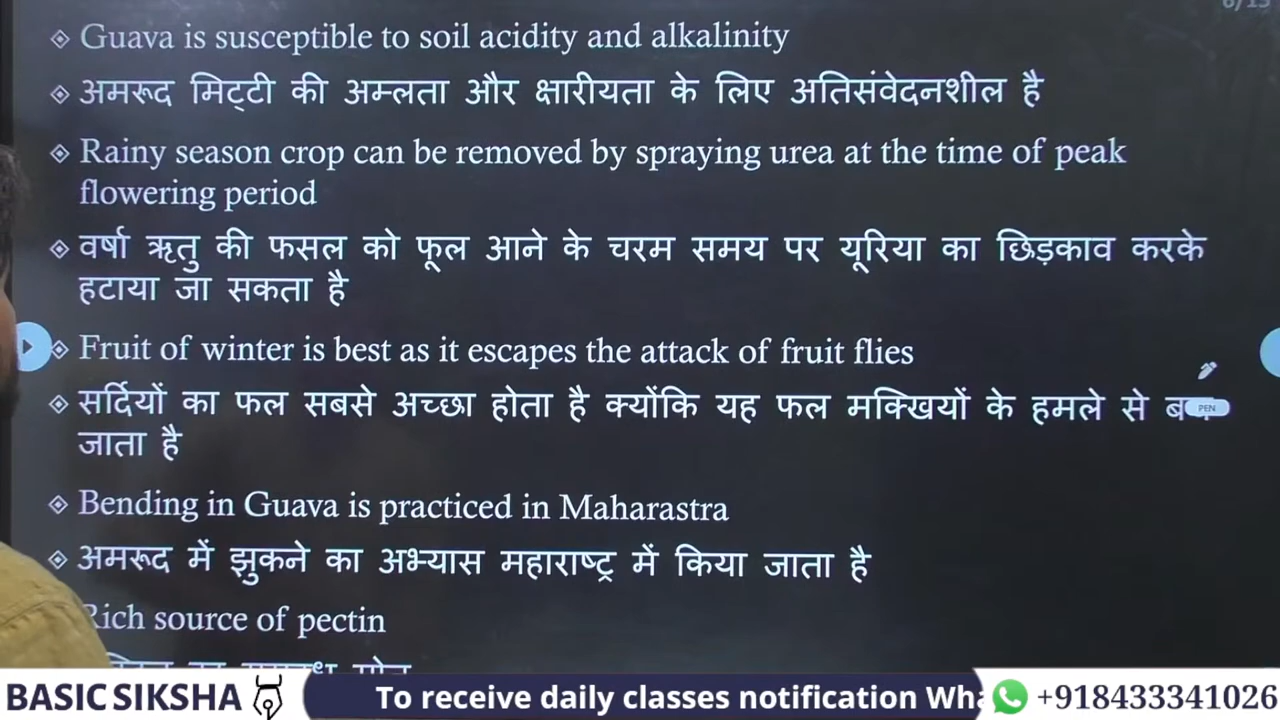 Guava is susceptible to soil acidity and alkalinity
अमरूद मिट्टी की अम्लता और क्षारीयता के लिए अतिसंवेदनशील है
Rainy season crop can be removed by spraying urea at the time of peak
flowering period
वर्षा ऋतु की फसल को फूल आने के चरम समय पर यूरिया का छिड़काव करके
हटाया जा सकता है
Fruit of winter is best as it escapes the attack of fruit flies
सर्दियों का फल सबसे अच्छा होता है क्योंकि यह फल मक्खियों के हमले से
PEN
जाता है
Bending in Guava is practiced in Maharastra
अमरूद में झुकने का अभ्यास महाराष्ट्र में किया जाता है
Rich source of pectin
BASIC SIKSHA To receive daily classes notification +918433341026